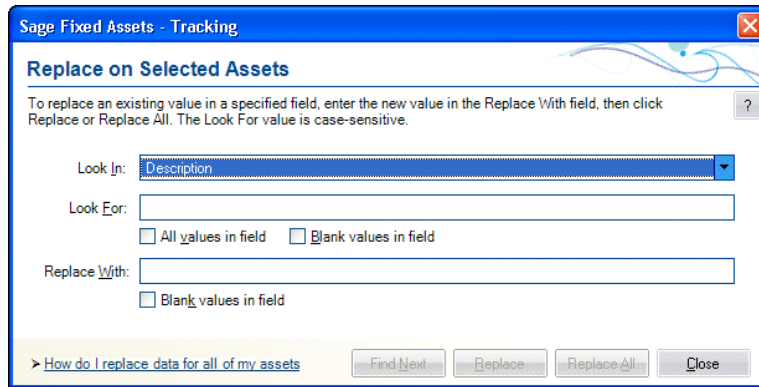 Sage Fixed Assets - Tracking
Replace on Selected Assets
To replace an existing value in a specified field, enter the new value in the Replace With field, then click
Replace or Replace All. The Look For value is case-sensitive.
?
Look In: Description
Look For:
All values in field Blank values in field
Replace With:
Blank values in field
➤ How do I replace data for all of my assets Find Next Replace Replace All Close